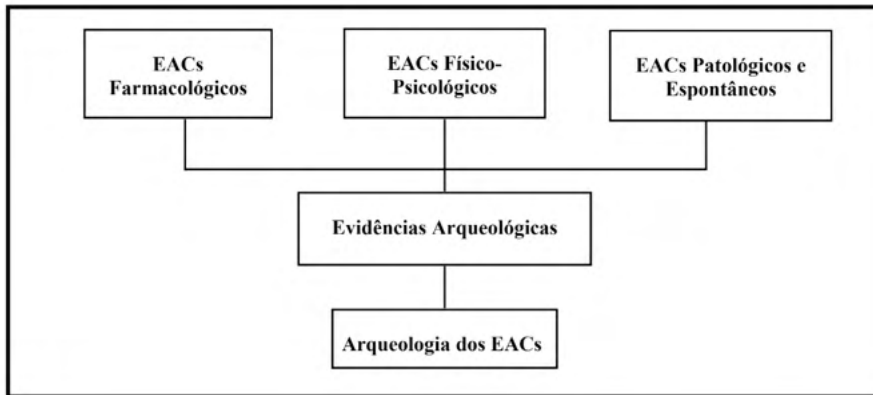 EACs
Farmacológicos
EACs Físico-
Psicológicos
EACs Patológicos e
Espontâneos
Evidências Arqueológicas
Arqueologia dos EACs